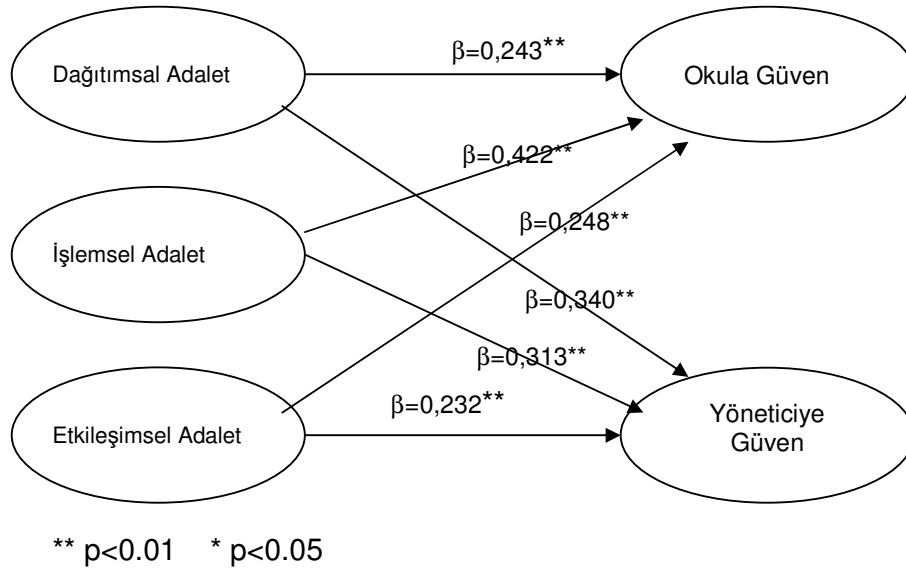 Dağıtımsal Adalet
β=0,243**
Okula Güven
β=0,422**
İşlemsel Adalet
β=0,248**
β=0,340**
β=0,313**
Etkileşimsel Adalet
β=0,232**
Yöneticiye
Güven
** p<0.01 * p<0.05